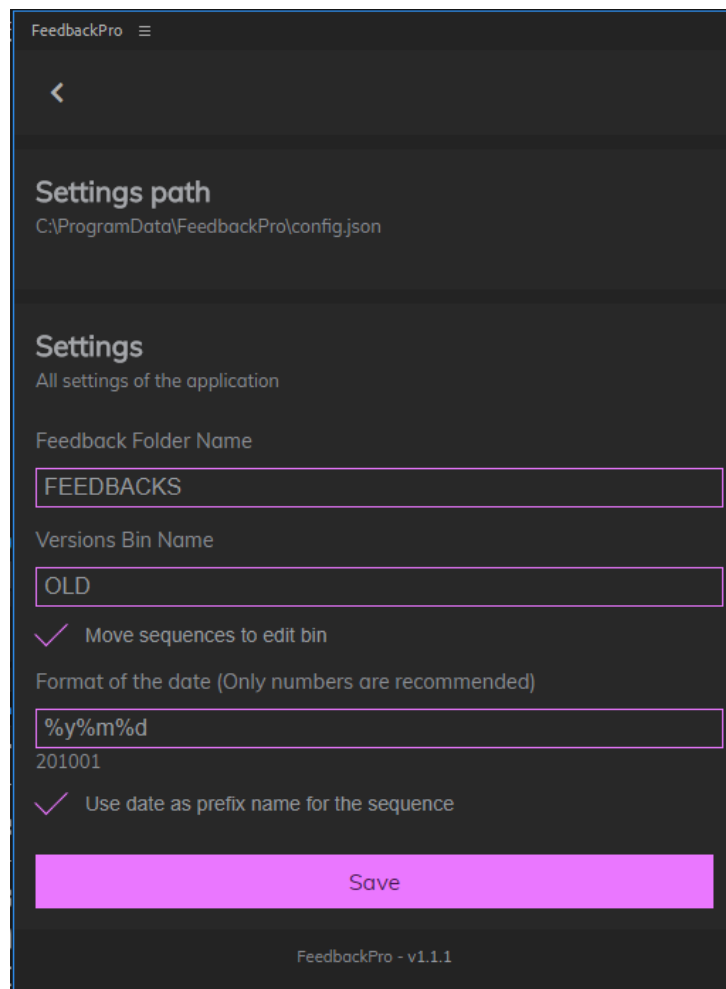 FeedbackPro
Settings path
C:\ProgramData\FeedbackPro\config.json
Settings
All settings of the application
Feedback Folder Name
FEEDBACKS
Versions Bin Name
OLD
Move sequences to edit bin
Format of the date (Only numbers are recommended)
%y%m%d
201001
Use date as prefix name for the sequence
Save
FeedbackPro - v1.1.1